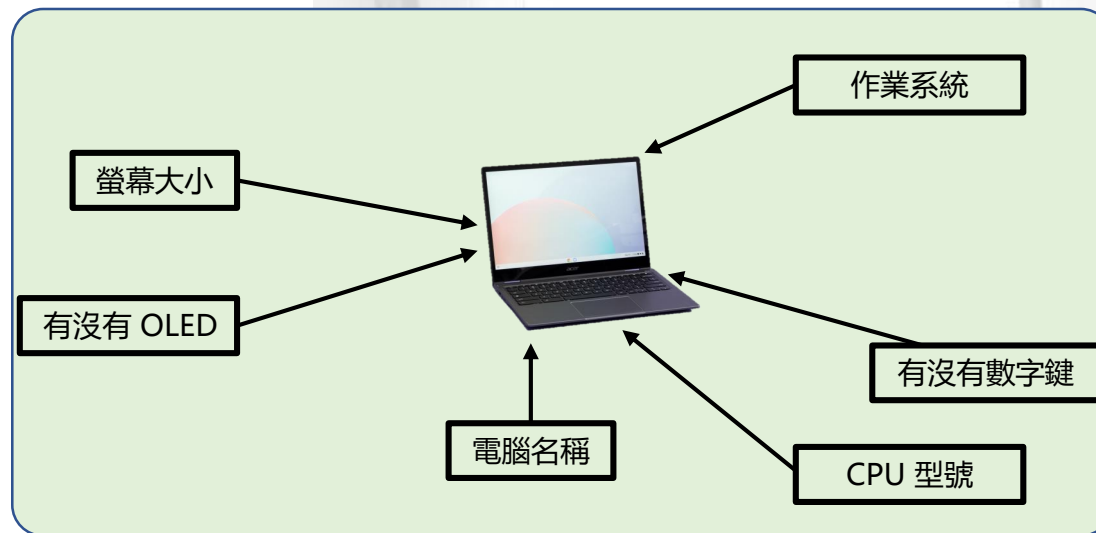 作業系統
螢幕大小
acer
有沒有 OLED
有沒有數字鍵
電腦名稱
CPU 型號